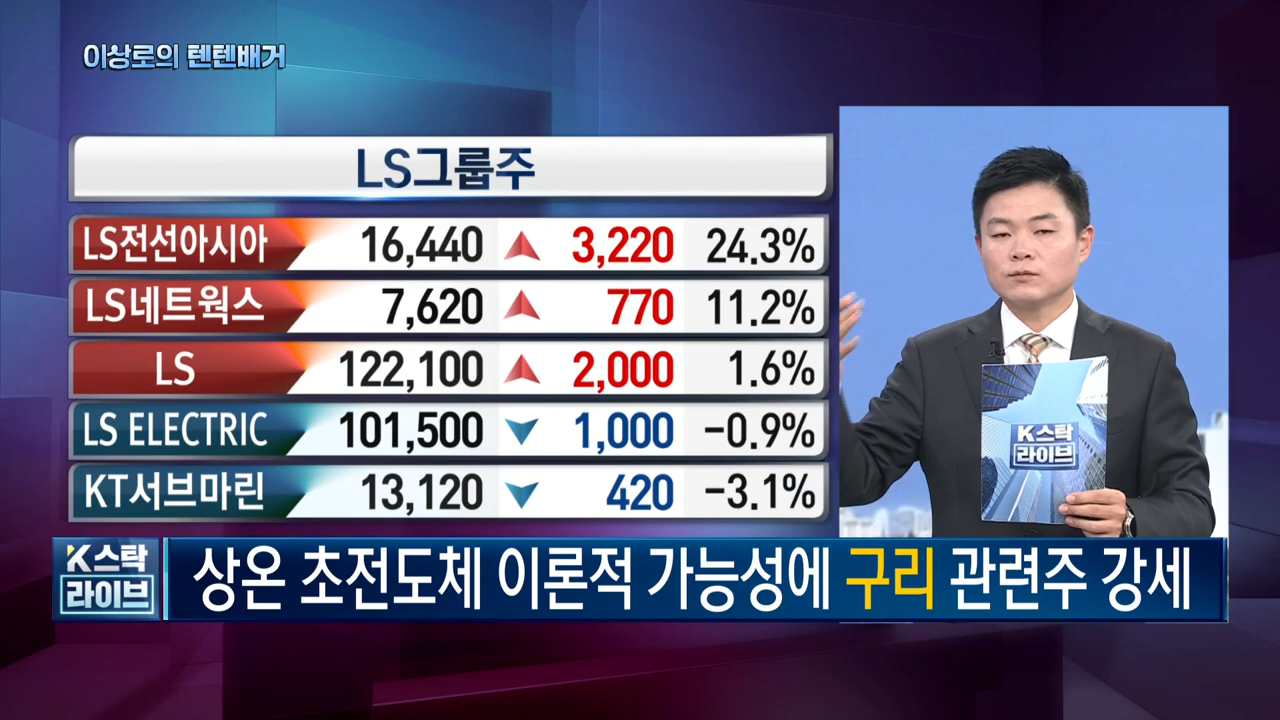 이상로의 텐텐배거
LS그룹주
LS전선아시아 16,440 ▲ 3,220 24.3%
LS네트웍스 7,620 ▲ 770 11.2%
LS 122,100 ▲ 2,000 1.6%
LS ELECTRIC 101,500 ▼ 1,000 -0.9%
KT서브마린 13,120 ▼ 420 -3.1%
K스탁
라이브
K스탁
라이브
상온 초전도체 이론적 가능성에 구리 관련주 강세